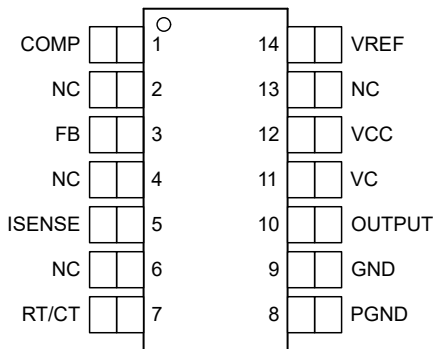 COMP 1 14 VREF
NC 2 13 NC
FB 3 12 VCC
NC 4 11 VC
ISENSE 5 10 OUTPUT
NC 6 9 GND
RT/CT 7 8 PGND